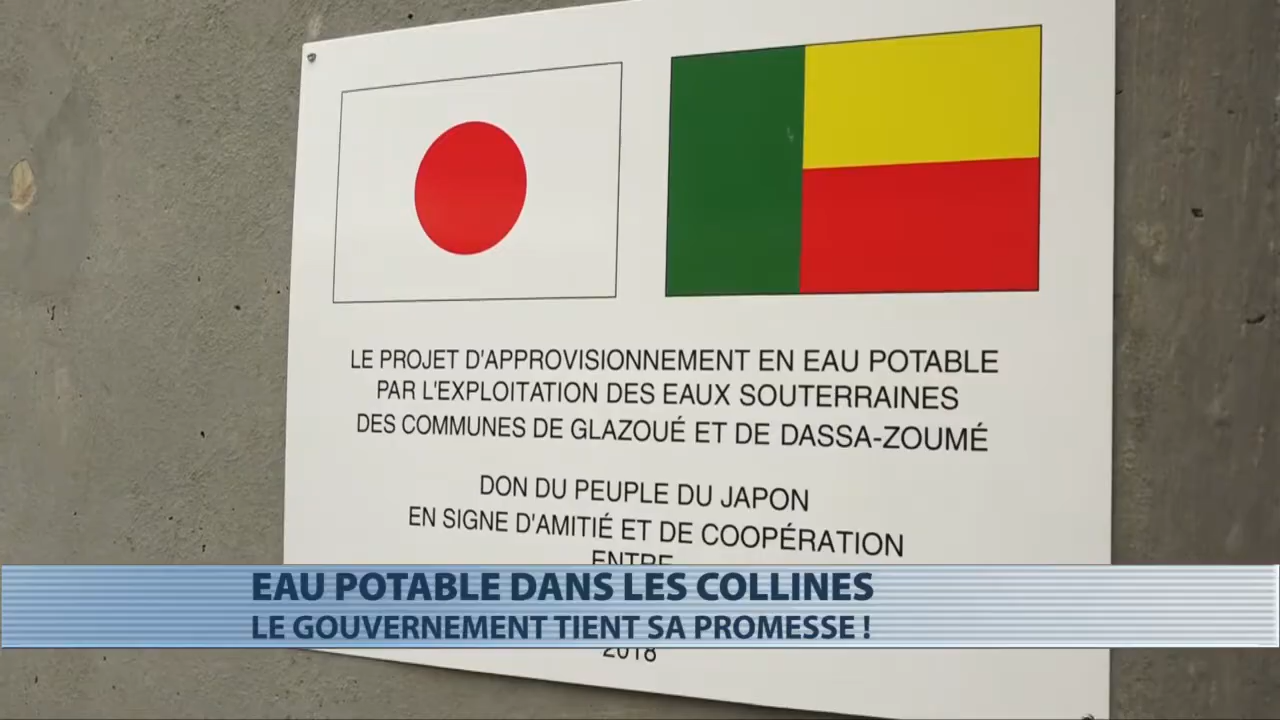 LE PROJET D'APPROVISIONNEMENT EN EAU POTABLE
PAR L'EXPLOITATION DES EAUX SOUTERRAINES
DES COMMUNES DE GLAZOUÉ ET DE DASSA-ZOUMÉ
DON DU PEUPLE DU JAPON
EN SIGNE D'AMITIÉ ET DE COOPÉRATION
ENTRE
EAU POTABLE DANS LES COLLINES
LE GOUVERNEMENT TIENT SA PROMESSE !
2018